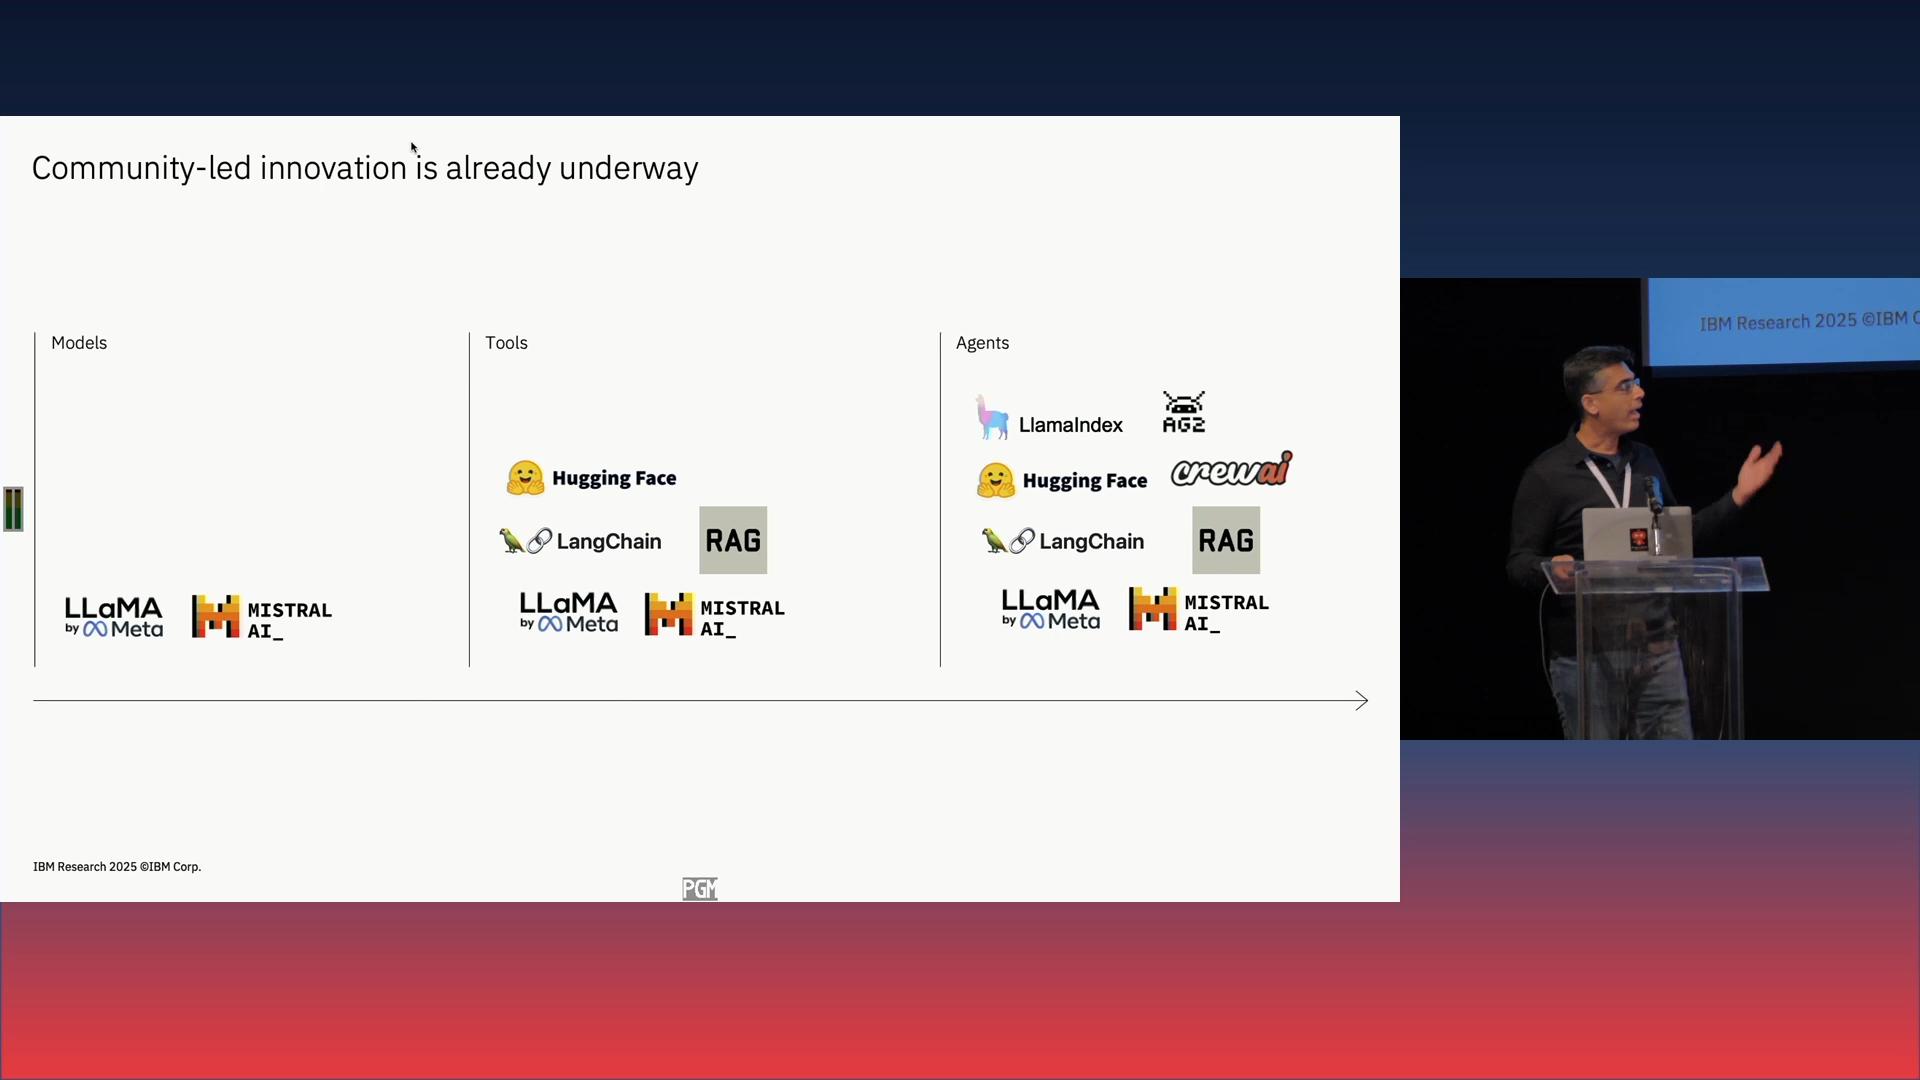 Community-led innovation is already underway
Models
LLaMA
by Meta
MISTRAL
AI_
Tools
Hugging Face
LangChain
RAG
LLaMA
by Meta
MISTRAL
AI_
Agents
LlamaIndex
AG2
Hugging Face
crewai
LangChain
RAG
LLaMA
by Meta
MISTRAL
AI_
IBM Research 2025 ©IBM Corp.
PGM
IBM Research 2025 ©IBM C